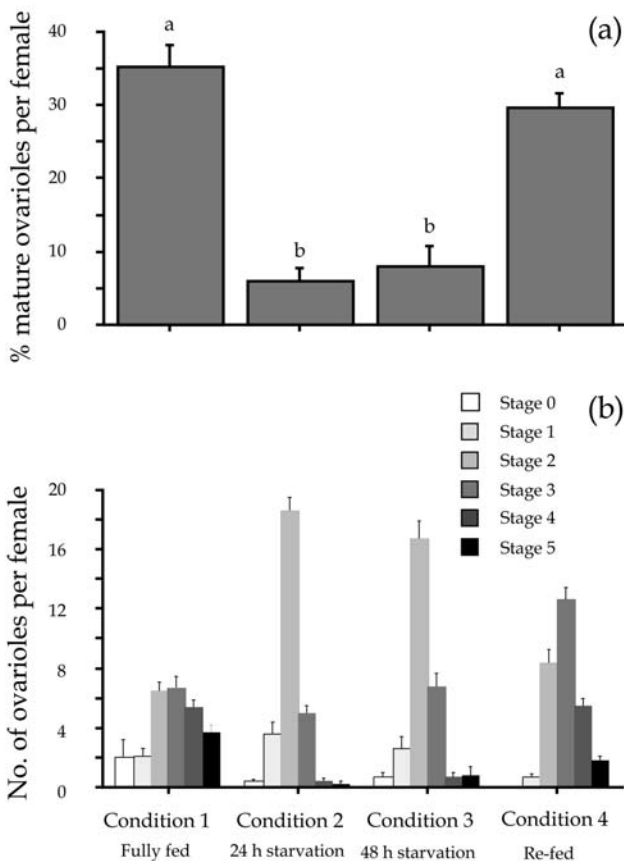 (a)
% mature ovarioles per female
40
30
20
10
0
a
b
b
a
(b)
Stage 0
Stage 1
Stage 2
Stage 3
Stage 4
Stage 5
No. of ovarioles per female
20
16
12
8
4
0
Condition 1 Condition 2 Condition 3 Condition 4
Fully fed 24 h starvation 48 h starvation Re-fed